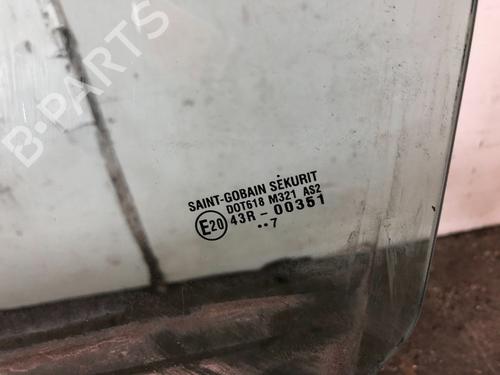 B-PARTS
SAINT-GOBAIN SEKURIT
DOT618 M321 AS2
E20 43R-00351
..7